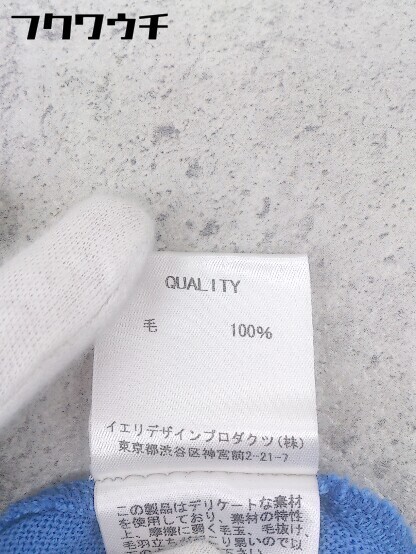 フクワウチ
QUALITY
毛 100%
イエリデザインプロダクツ(株)
東京都渋谷区神宮前2-21-7
この製品はデリケートな素材
を使用しており、素材の特性
上、摩擦に弱く毛玉、毛抜け、